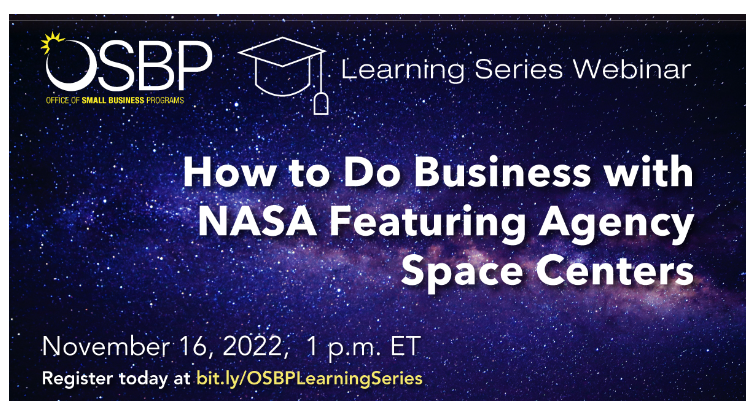 OSBP
OFFICE OF SMALL BUSINESS PROGRAMS
Learning Series Webinar
How to Do Business with
NASA Featuring Agency
Space Centers
November 16, 2022, 1 p.m. ET
Register today at bit.ly/OSBPLearningSeries